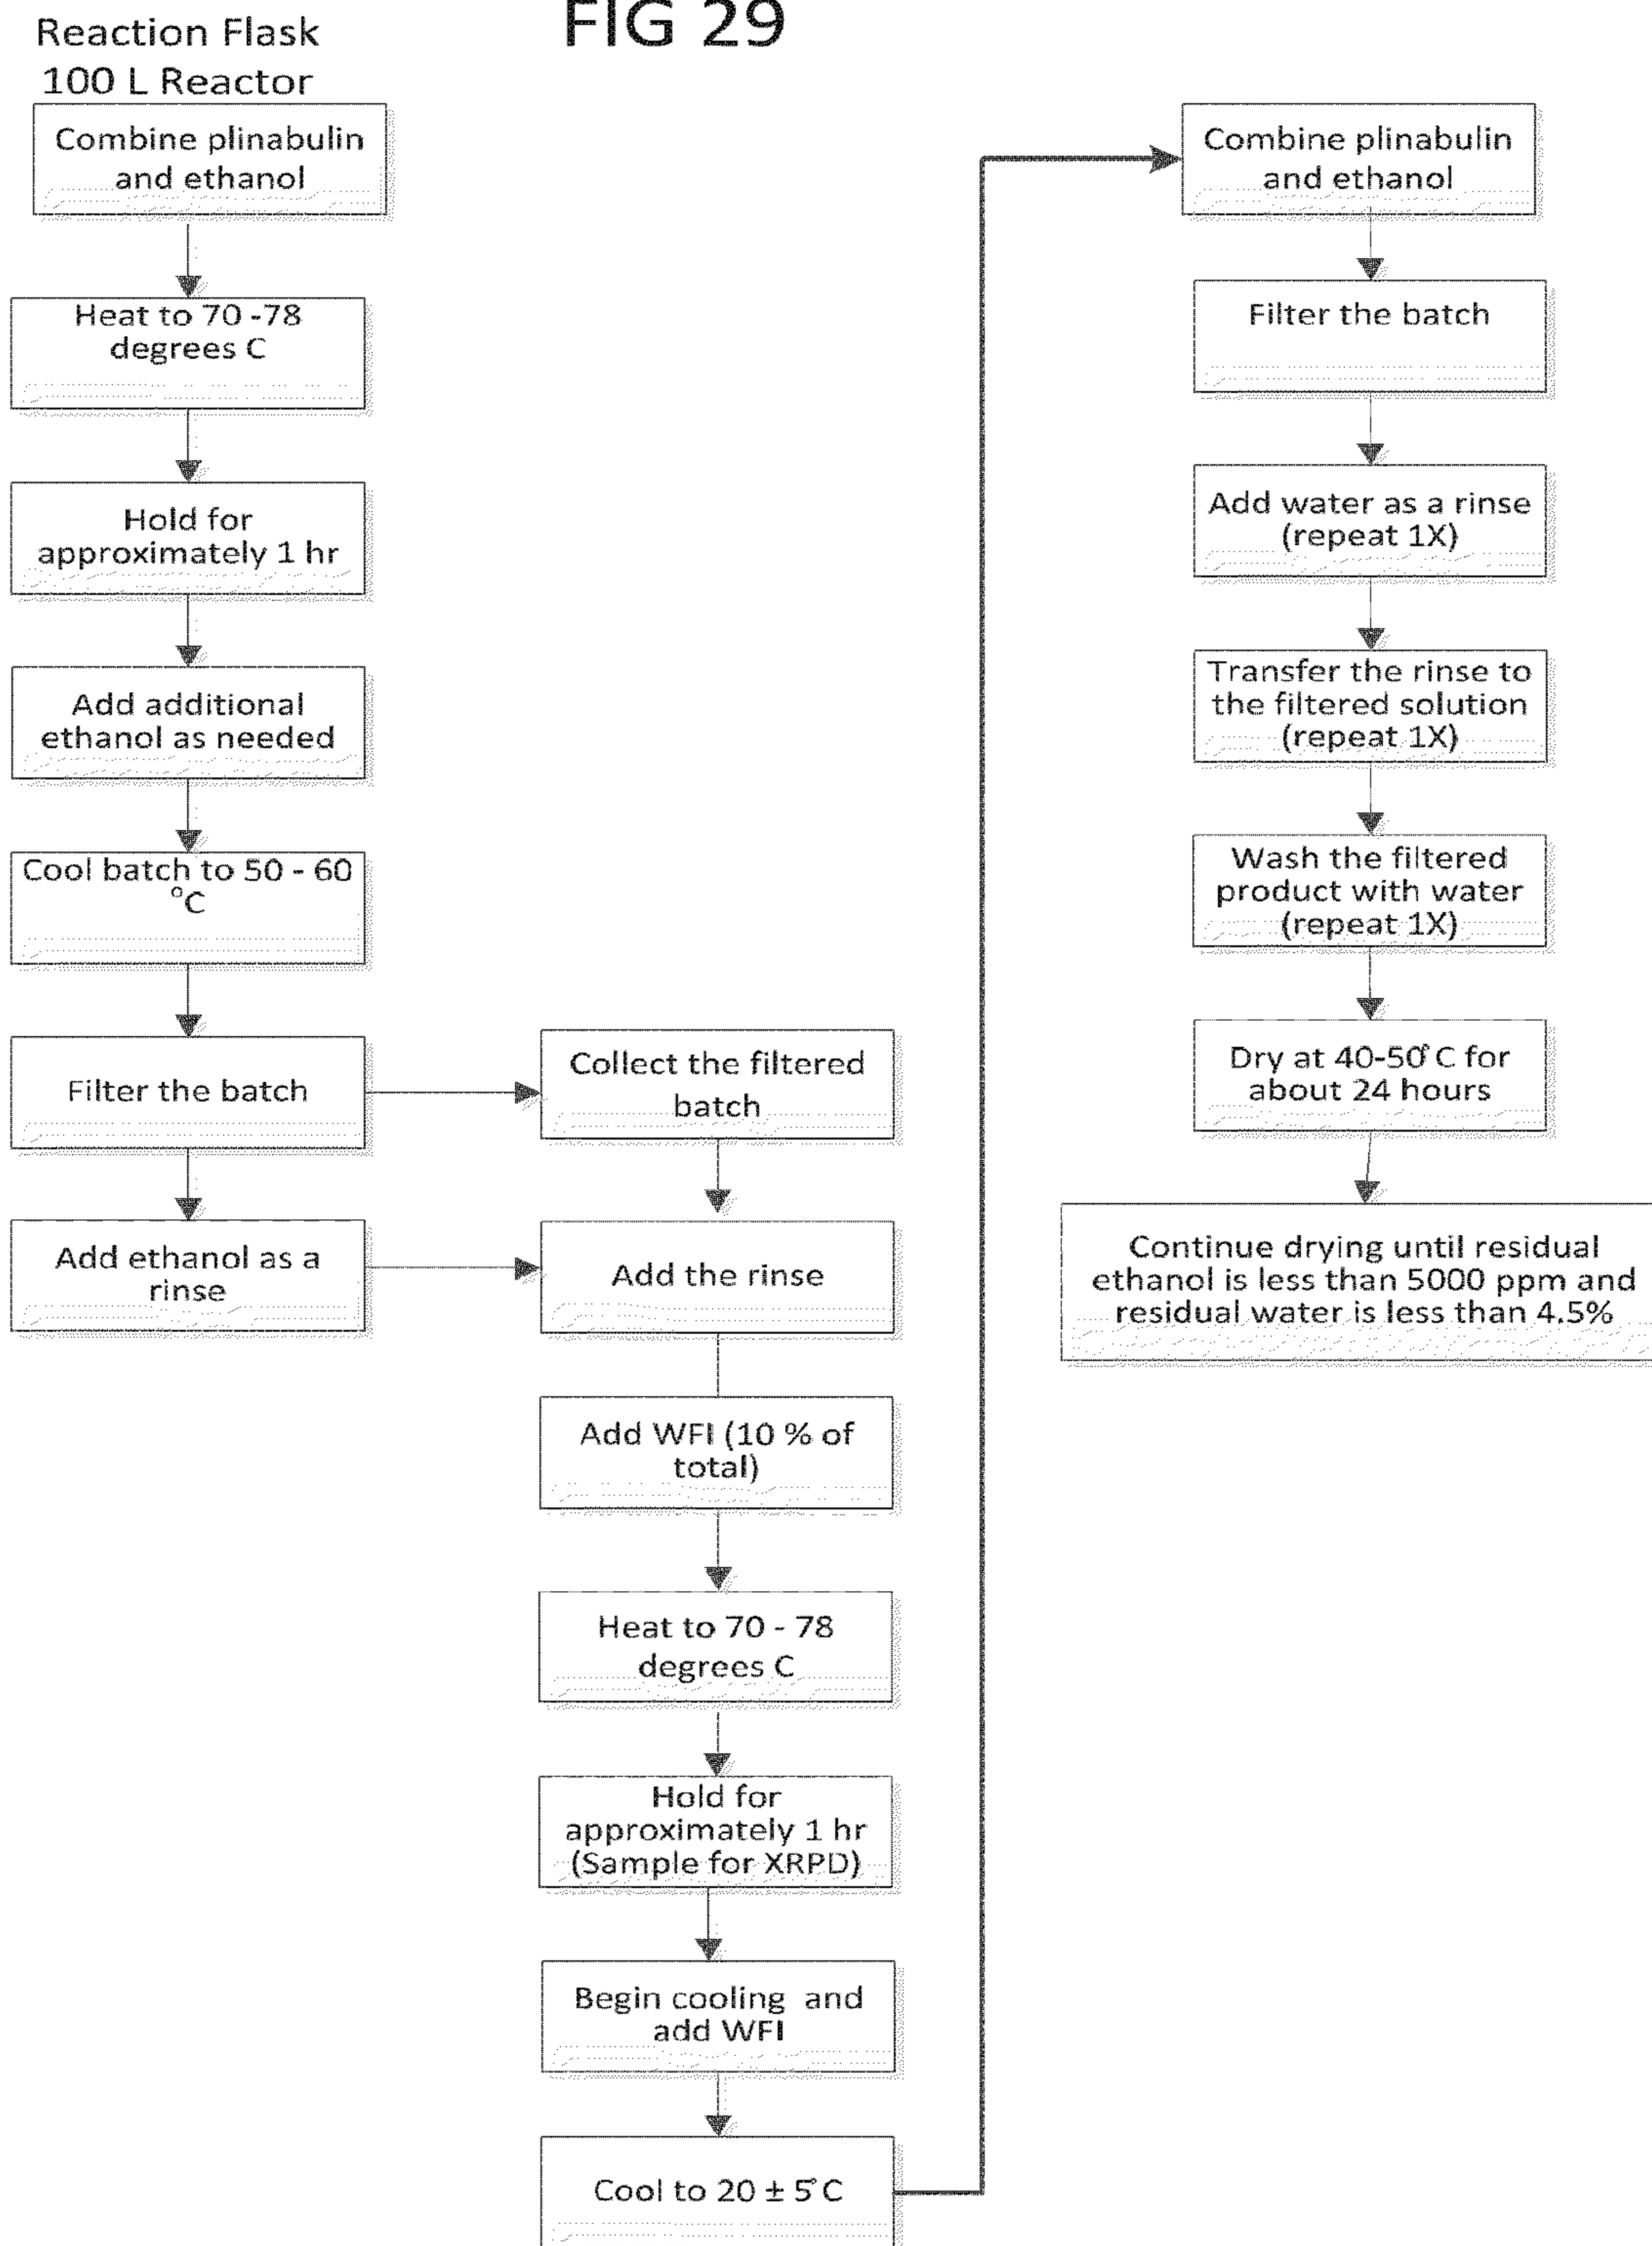 FIG 29
Reaction Flask
100 L Reactor
Combine plinabulin
and ethanol
Heat to 70 -78
degrees C
Hold for
approximately 1 hr
Add additional
ethanol as needed
Cool batch to 50 - 60
°C
Filter the batch
Add ethanol as a
rinse
Collect the filtered
batch
Add the rinse
Add WFI (10 % of
total)
Heat to 70 - 78
degrees C
Hold for
approximately 1 hr
(Sample for XRPD)
Begin cooling and
add WFI
Cool to 20 ± 5°C
Combine plinabulin
and ethanol
Filter the batch
Add water as a rinse
(repeat 1X)
Transfer the rinse to
the filtered solution
(repeat 1X)
Wash the filtered
product with water
(repeat 1X)
Dry at 40-50°C for
about 24 hours
Continue drying until residual
ethanol is less than 5000 ppm and
residual water is less than 4.5%